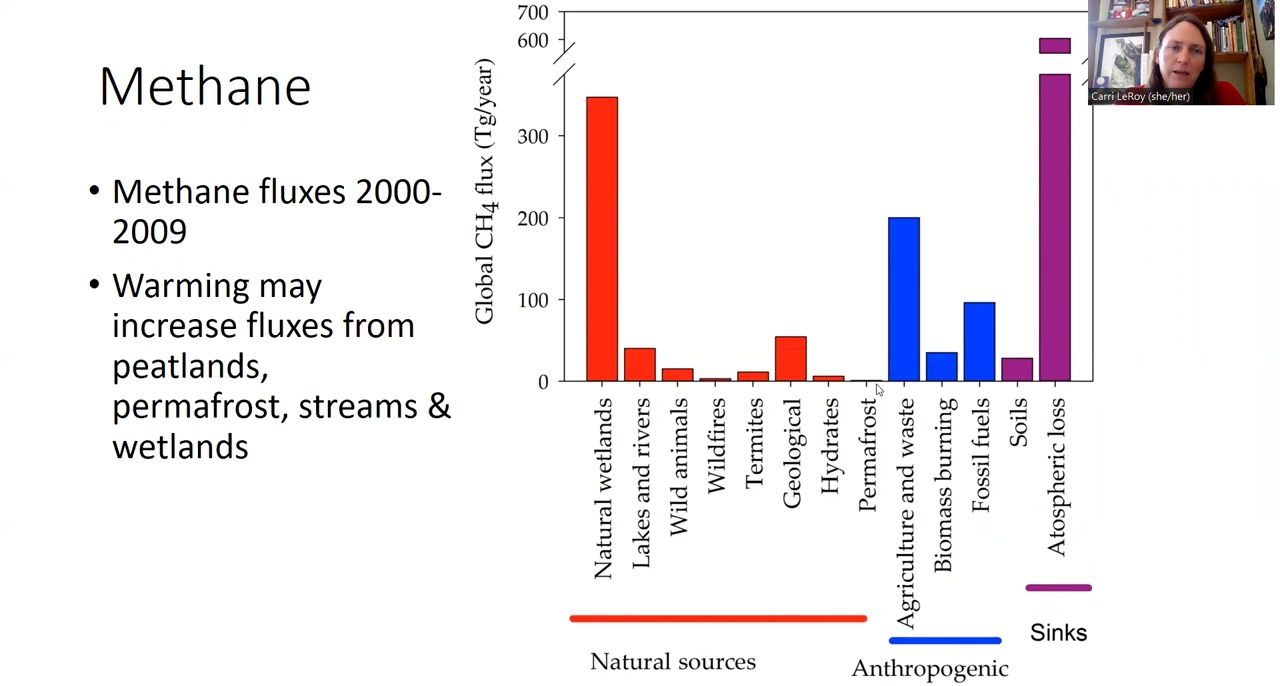 Methane
• Methane fluxes 2000-
2009
• Warming may
increase fluxes from
peatlands,
permafrost, streams &
wetlands
Global CH4 flux (Tg/year)
700
600
300
200
100
0
Natural wetlands
Lakes and rivers
Wild animals
Wildfires
Termites
Geological
Hydrates
Permafrost
Agriculture and waste
Biomass burning
Fossil fuels
Soils
Atospheric loss
Natural sources
Anthropogenic
Sinks
Carri LeRoy (she/her)